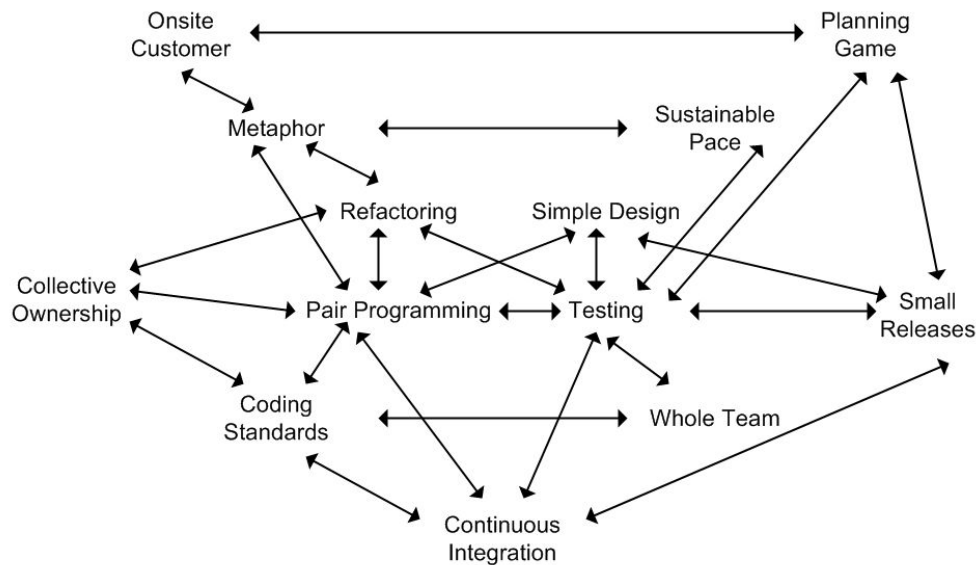 Onsite
Customer
Planning
Game
Metaphor
Sustainable
Pace
Refactoring
Simple Design
Collective
Ownership
Pair Programming
Testing
Small
Releases
Coding
Standards
Whole Team
Continuous
Integration